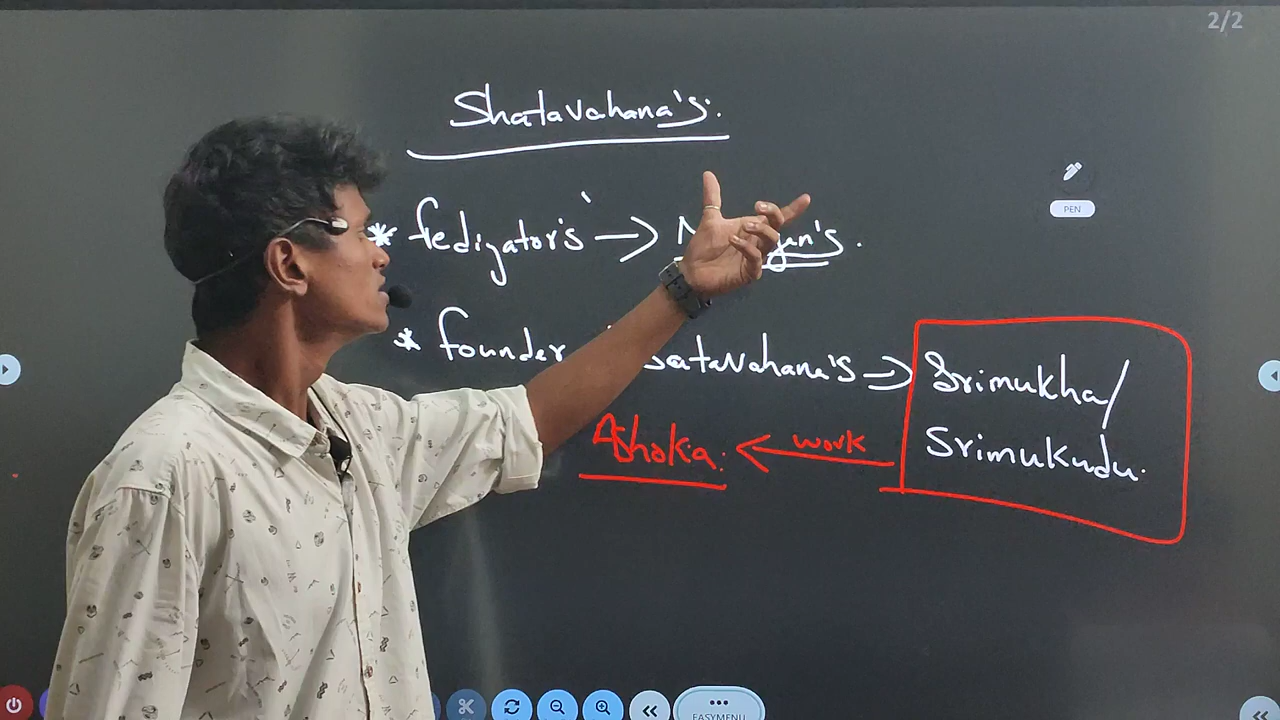 2/2
Shatavahana's.
PEN
* fedigator's →
* founder Satavahana's → Srimukha/
Ashoka. ← work Srimukudu.
EASYMENU